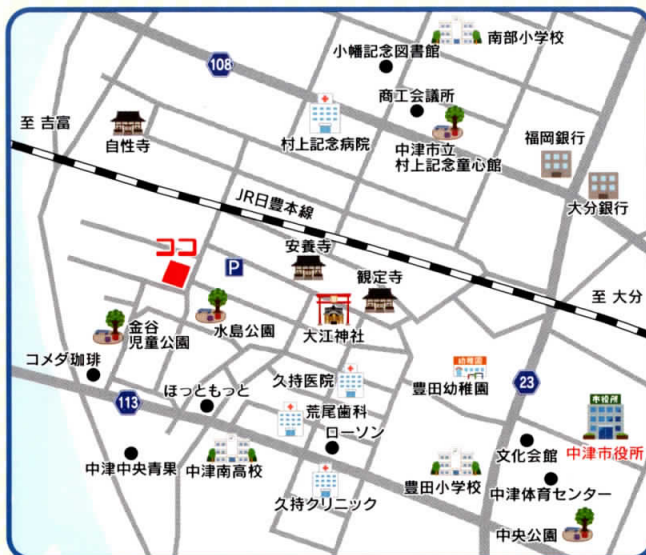 南部小学校
小幡記念図書館
108
商工会議所
至 吉富
自性寺
村上記念病院
中津市立
村上記念童心館
福岡銀行
大分銀行
JR日豊本線
ココ
P
安養寺
観定寺
至 大分
金谷
児童公園
水島公園
大江神社
コメダ珈琲
久持医院
幼稚園
豊田幼稚園
23
市役所
113
ほっともっと
荒尾歯科
ローソン
文化会館
中津市役所
中津中央青果
中津南高校
久持クリニック
豊田小学校
中津体育センター
中央公園